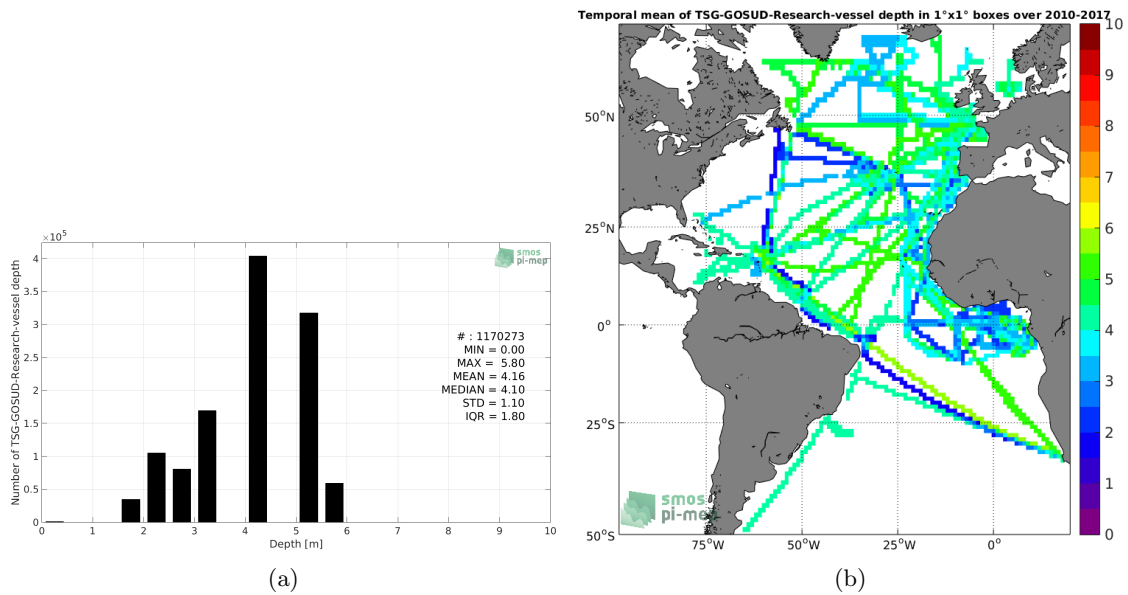 ×10⁵
4
3.5
3
2.5
2
1.5
1
0.5
0
0 1 2 3 4 5 6 7 8 9 10
Number of TSG-GOSUD-Research-vessel depth
Depth [m]
smos
pi-mep
# : 1170273
MIN = 0.00
MAX = 5.80
MEAN = 4.16
MEDIAN = 4.10
STD = 1.10
IQR = 1.80
(a)
Temporal mean of TSG-GOSUD-Research-vessel depth in 1°x1° boxes over 2010-2017
50°N
25°N
0°
25°S
50°S
75°W 50°W 25°W 0°
smos
pi-mep
10
9
8
7
6
5
4
3
2
1
0
(b)